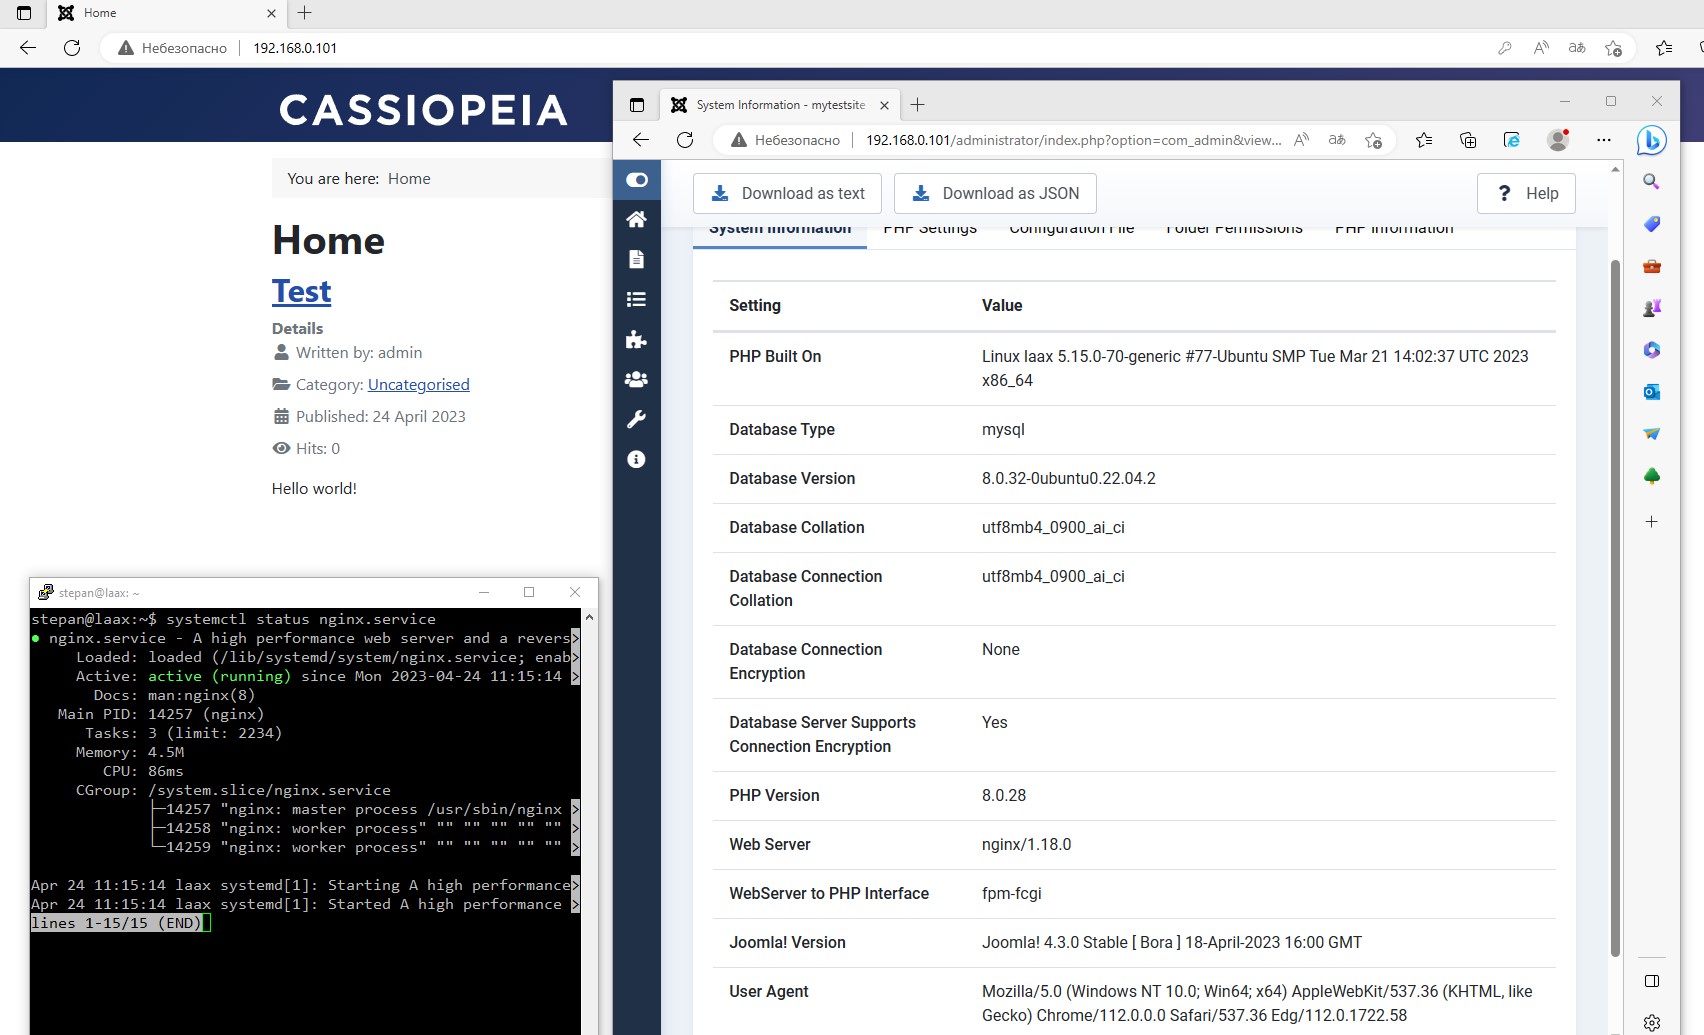 Home
Небезопасно
192.168.0.101
CASSIOPEIA
You are here: Home
Home
Test
Details
Written by: admin
Category: Uncategorised
Published: 24 April 2023
Hits: 0
Hello world!
stepan@laax: ~
stepan@laax:~$ systemctl status nginx.service
● nginx.service - A high performance web server and a revers>
Loaded: loaded (/lib/systemd/system/nginx.service; enab>
Active: active (running) since Mon 2023-04-24 11:15:14 >
Docs: man:nginx(8)
Main PID: 14257 (nginx)
Tasks: 3 (limit: 2234)
Memory: 4.5M
CPU: 86ms
CGroup: /system.slice/nginx.service
├─14257 "nginx: master process /usr/sbin/nginx >
├─14258 "nginx: worker process" "" "" "" "" "" >
└─14259 "nginx: worker process" "" "" "" "" "" >
Apr 24 11:15:14 laax systemd[1]: Starting A high performance>
Apr 24 11:15:14 laax systemd[1]: Started A high performance >
lines 1-15/15 (END)
System Information - mytestsite
Небезопасно
192.168.0.101/administrator/index.php?option=com_admin&view...
Download as text
Download as JSON
? Help
System Information
PHP Settings
Configuration File
Folder Permissions
PHP Information
Setting Value
PHP Built On Linux laax 5.15.0-70-generic #77-Ubuntu SMP Tue Mar 21 14:02:37 UTC 2023
x86_64
Database Type mysql
Database Version 8.0.32-0ubuntu0.22.04.2
Database Collation utf8mb4_0900_ai_ci
Database Connection utf8mb4_0900_ai_ci
Collation
Database Connection None
Encryption
Database Server Supports Yes
Connection Encryption
PHP Version 8.0.28
Web Server nginx/1.18.0
WebServer to PHP Interface fpm-fcgi
Joomla! Version Joomla! 4.3.0 Stable [ Bora ] 18-April-2023 16:00 GMT
User Agent Mozilla/5.0 (Windows NT 10.0; Win64; x64) AppleWebKit/537.36 (KHTML, like
Gecko) Chrome/112.0.0.0 Safari/537.36 Edg/112.0.1722.58